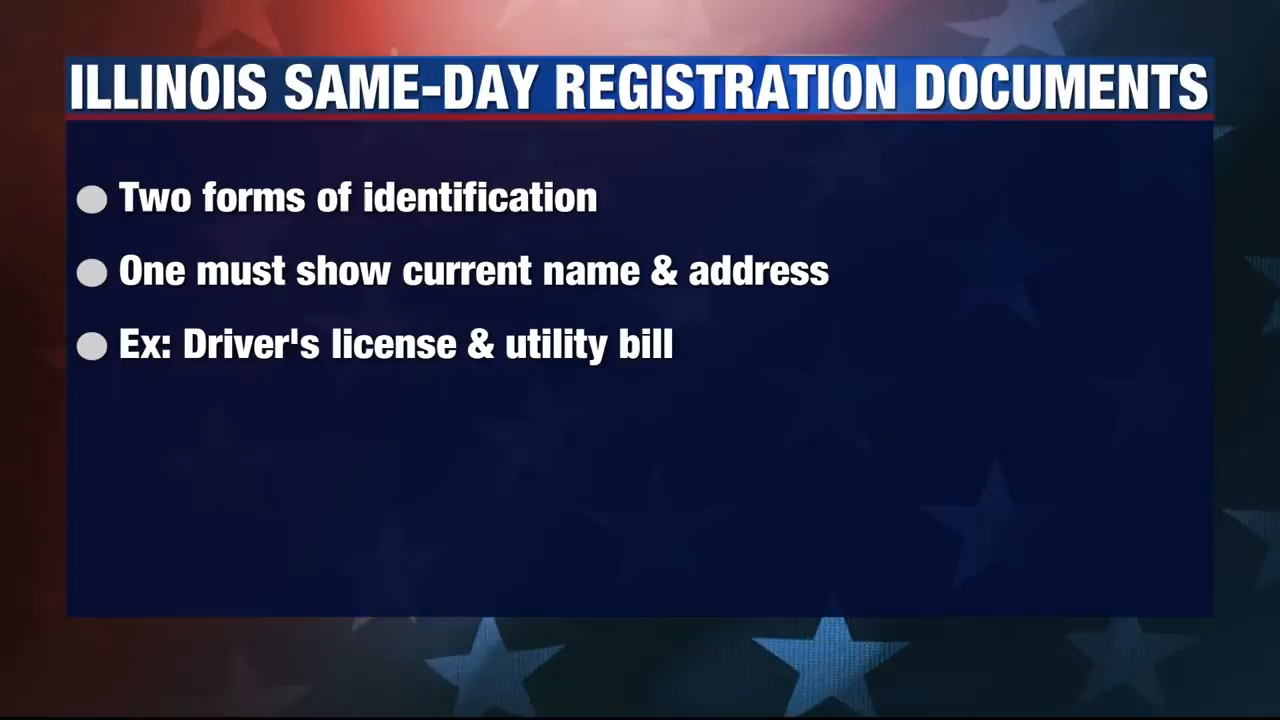 ILLINOIS SAME-DAY REGISTRATION DOCUMENTS
Two forms of identification
One must show current name & address
Ex: Driver's license & utility bill